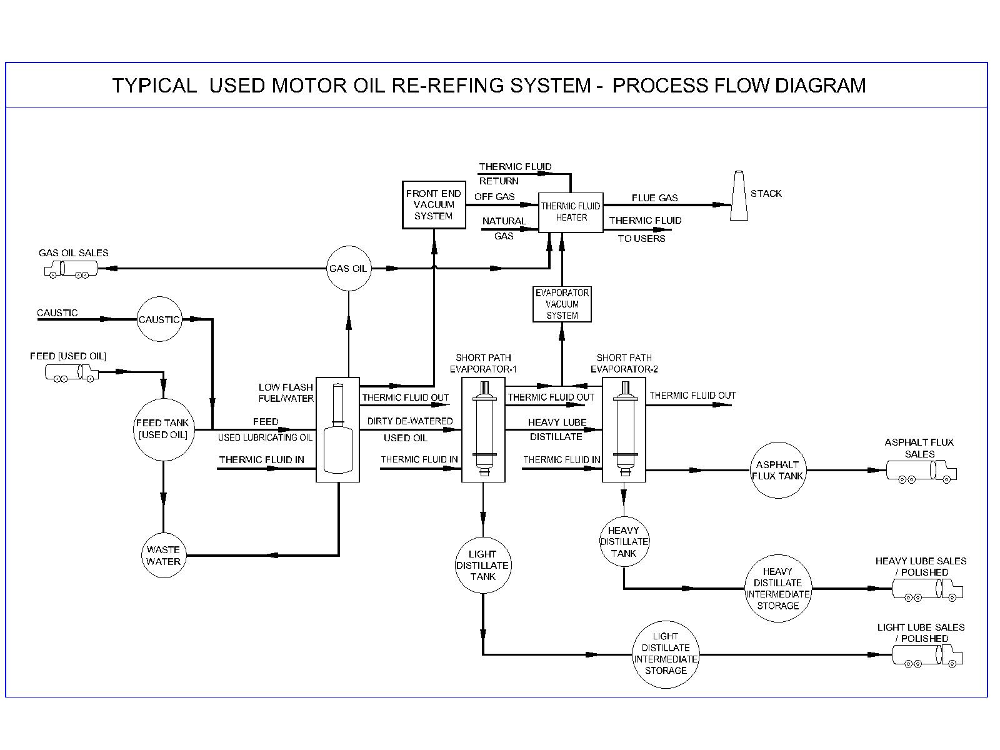 TYPICAL USED MOTOR OIL RE-REFING SYSTEM - PROCESS FLOW DIAGRAM
THERMIC FLUID
RETURN
FRONT END
VACUUM
SYSTEM
OFF GAS
NATURAL
GAS
THERMIC FLUID
HEATER
FLUE GAS
THERMIC FLUID
TO USERS
STACK
GAS OIL SALES
GAS OIL
EVAPORATOR
VACUUM
SYSTEM
CAUSTIC
CAUSTIC
FEED [USED OIL]
FEED TANK
[USED OIL]
LOW FLASH
FUEL/WATER
FEED
USED LUBRICATING OIL
THERMIC FLUID IN
THERMIC FLUID OUT
DIRTY DE-WATERED
USED OIL
THERMIC FLUID IN
SHORT PATH
EVAPORATOR-1
THERMIC FLUID OUT
HEAVY LUBE
DISTILLATE
THERMIC FLUID IN
SHORT PATH
EVAPORATOR-2
THERMIC FLUID OUT
ASPHALT
FLUX TANK
ASPHALT FLUX
SALES
WASTE
WATER
LIGHT
DISTILLATE
TANK
HEAVY
DISTILLATE
TANK
HEAVY
DISTILLATE
INTERMEDIATE
STORAGE
HEAVY LUBE SALES
/ POLISHED
LIGHT
DISTILLATE
INTERMEDIATE
STORAGE
LIGHT LUBE SALES
/ POLISHED